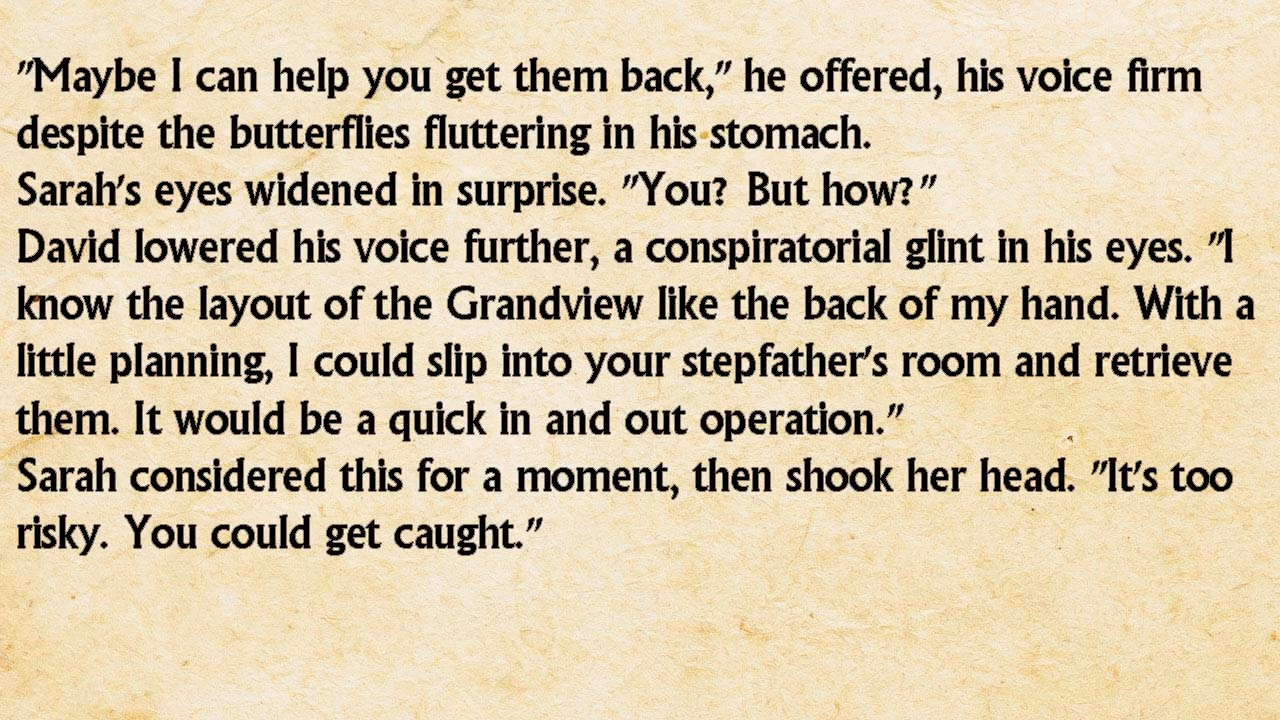 "Maybe I can help you get them back," he offered, his voice firm
despite the butterflies fluttering in his stomach.
Sarah's eyes widened in surprise. "You? But how?"
David lowered his voice further, a conspiratorial glint in his eyes. "I
know the layout of the Grandview like the back of my hand. With a
little planning, I could slip into your stepfather's room and retrieve
them. It would be a quick in and out operation."
Sarah considered this for a moment, then shook her head. "It's too
risky. You could get caught."